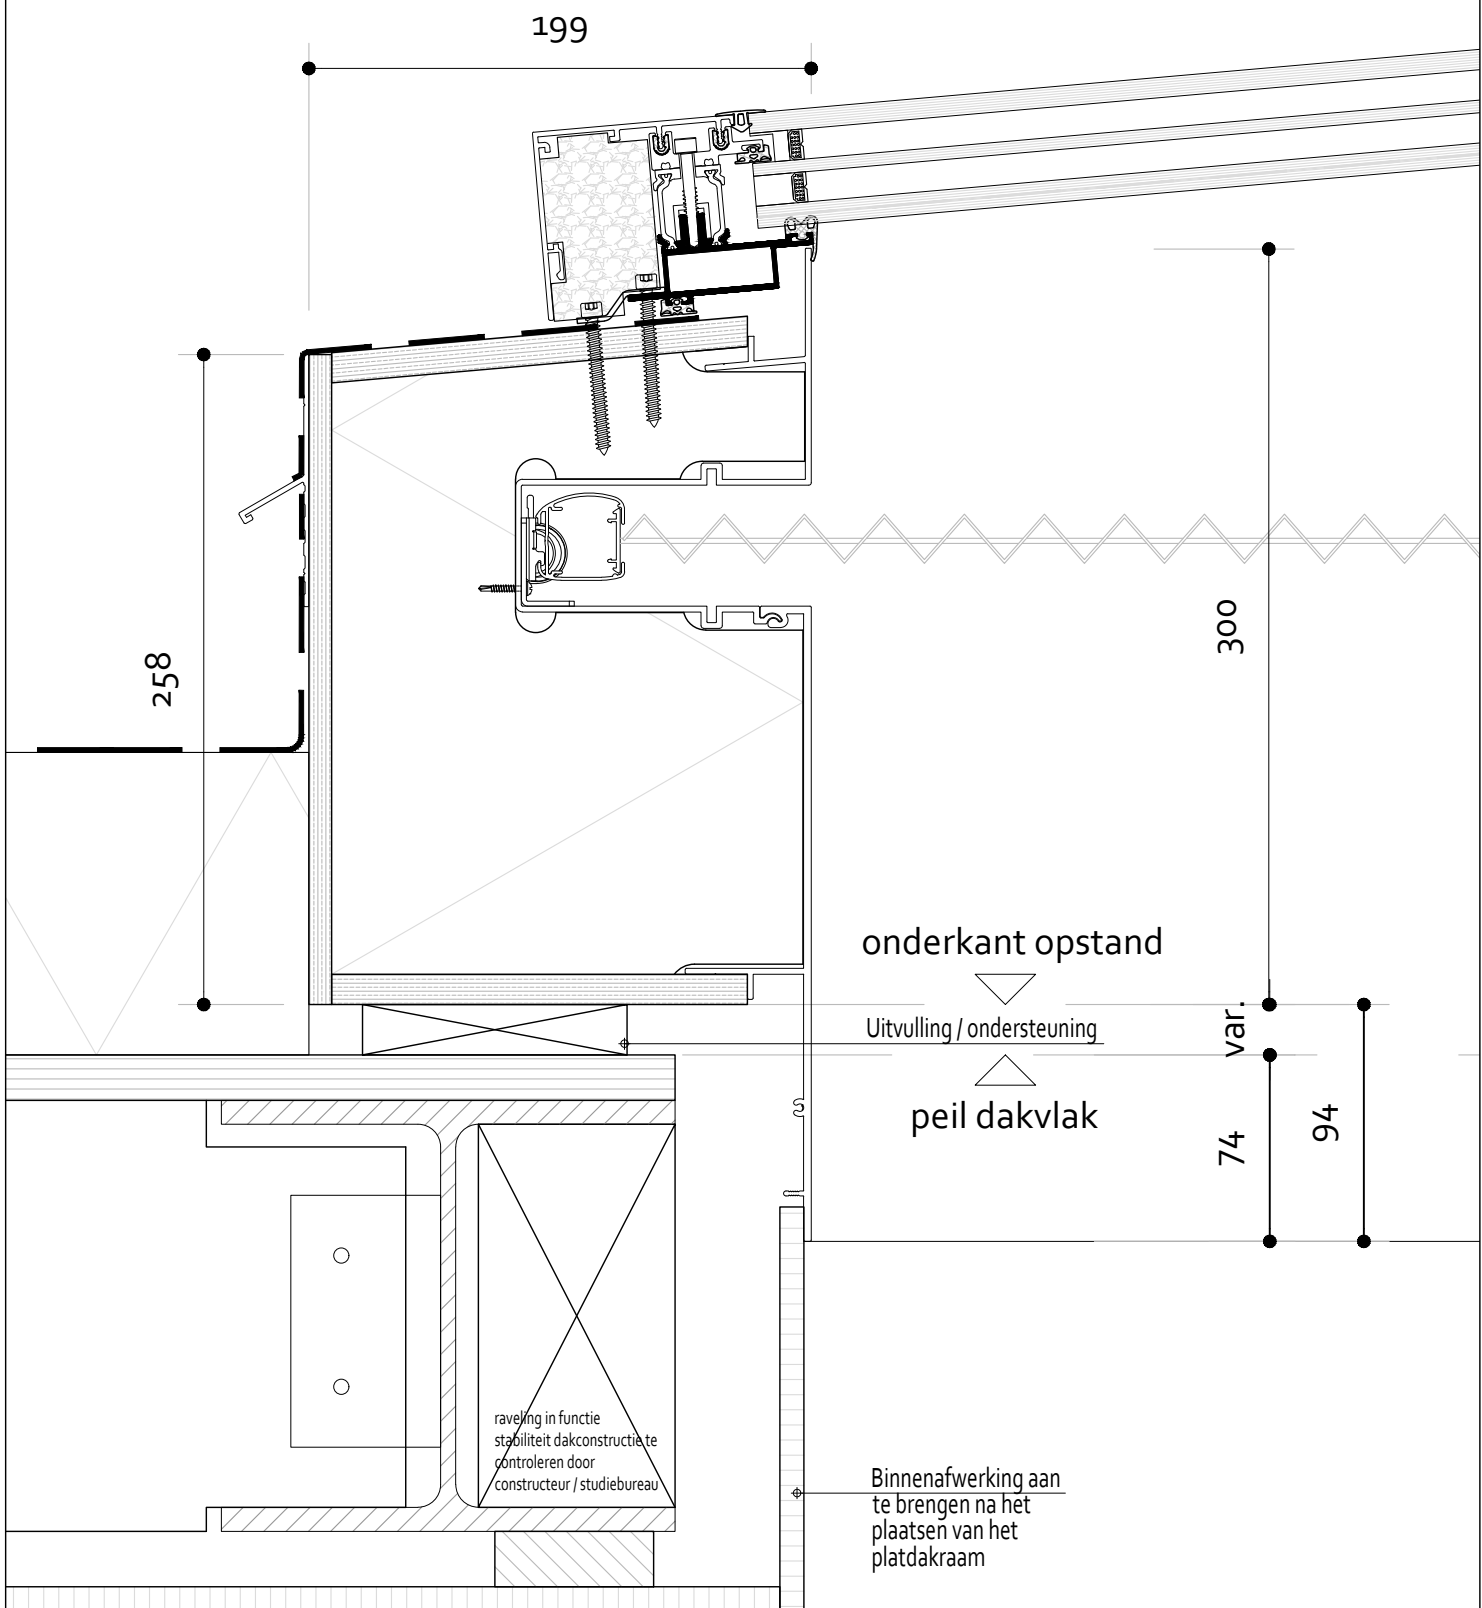 199
258
300
onderkant opstand
Uitvulling / ondersteuning
var.
peil dakvlak
74
94
raveling in functie
stabiliteit dakconstructie te
controleren door
constructeur / studiebureau
Binnenafwerking aan
te brengen na het
plaatsen van het
platdakraam